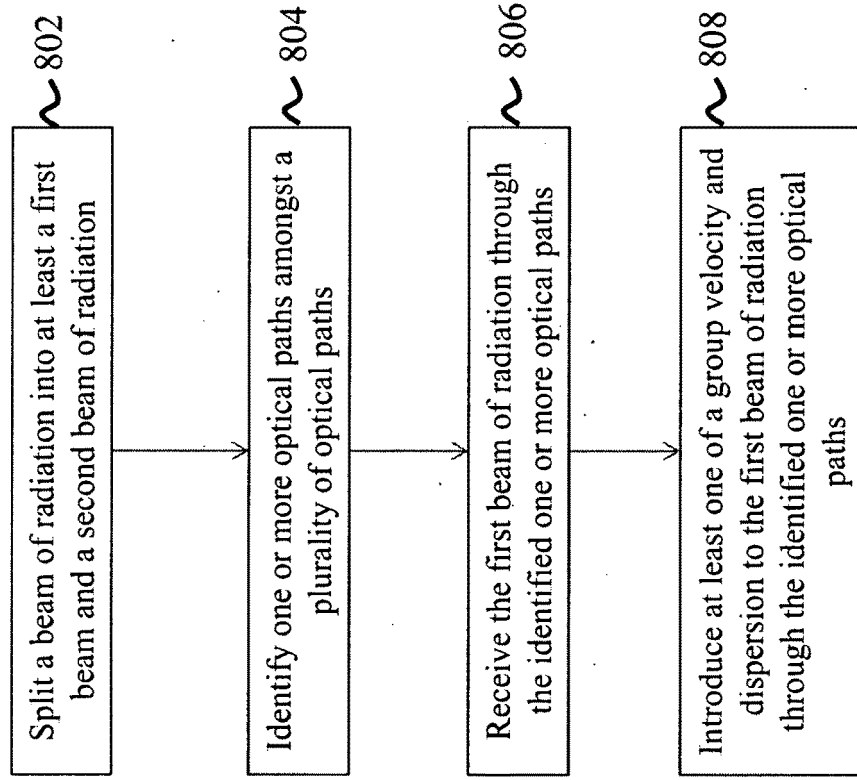 Split a beam of radiation into at least a first
beam and a second beam of radiation
802
Identify one or more optical paths amongst a
plurality of optical paths
804
Receive the first beam of radiation through
the identified one or more optical paths
806
Introduce at least one of a group velocity and
dispersion to the first beam of radiation
through the identified one or more optical
paths
808